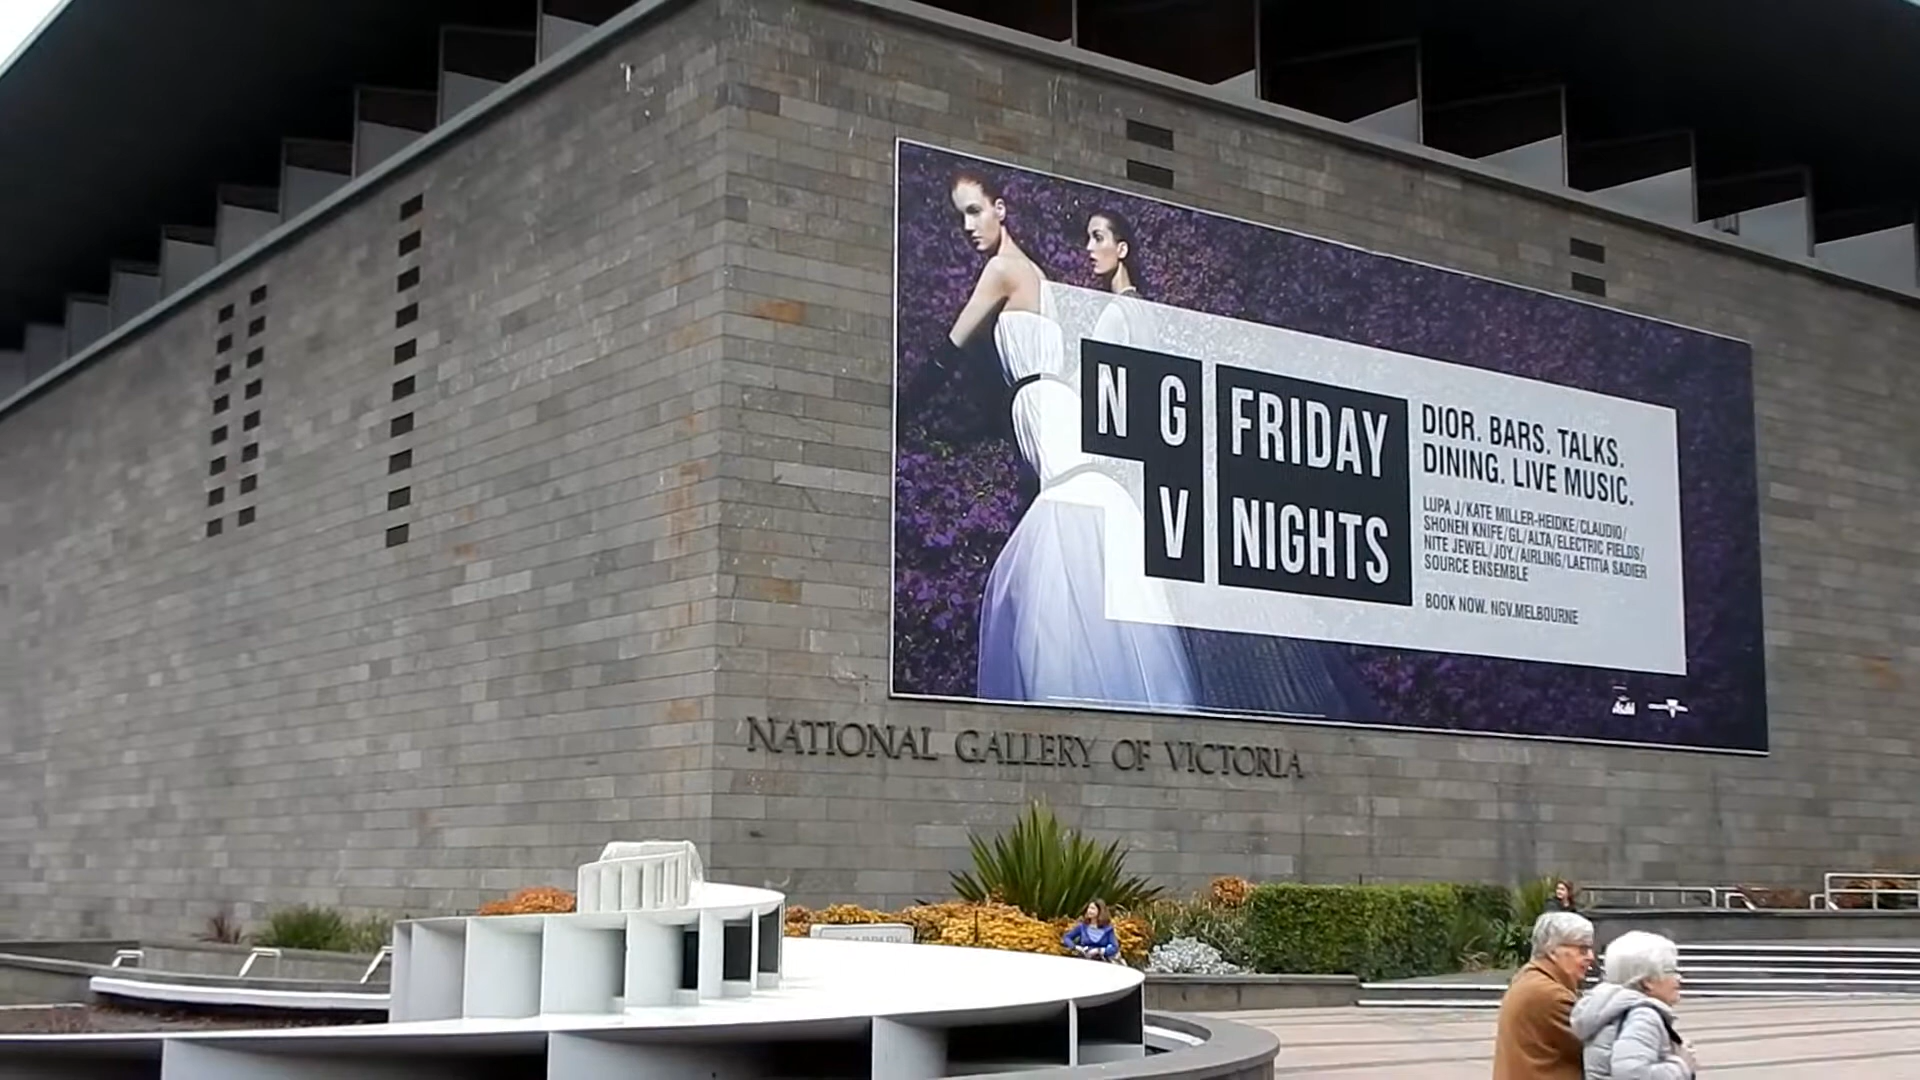 N G
V
FRIDAY
NIGHTS
DIOR. BARS. TALKS.
DINING. LIVE MUSIC.
LUPA J/KATE MILLER-HEIDKE/CLAUDIO/
SHONEN KNIFE/GL/ALTA/ELECTRIC FIELDS/
NITE JEWEL/JOY./AIRLING/LAETITIA SADIER
SOURCE ENSEMBLE
BOOK NOW. NGV.MELBOURNE
Asahi
NATIONAL GALLERY OF VICTORIA